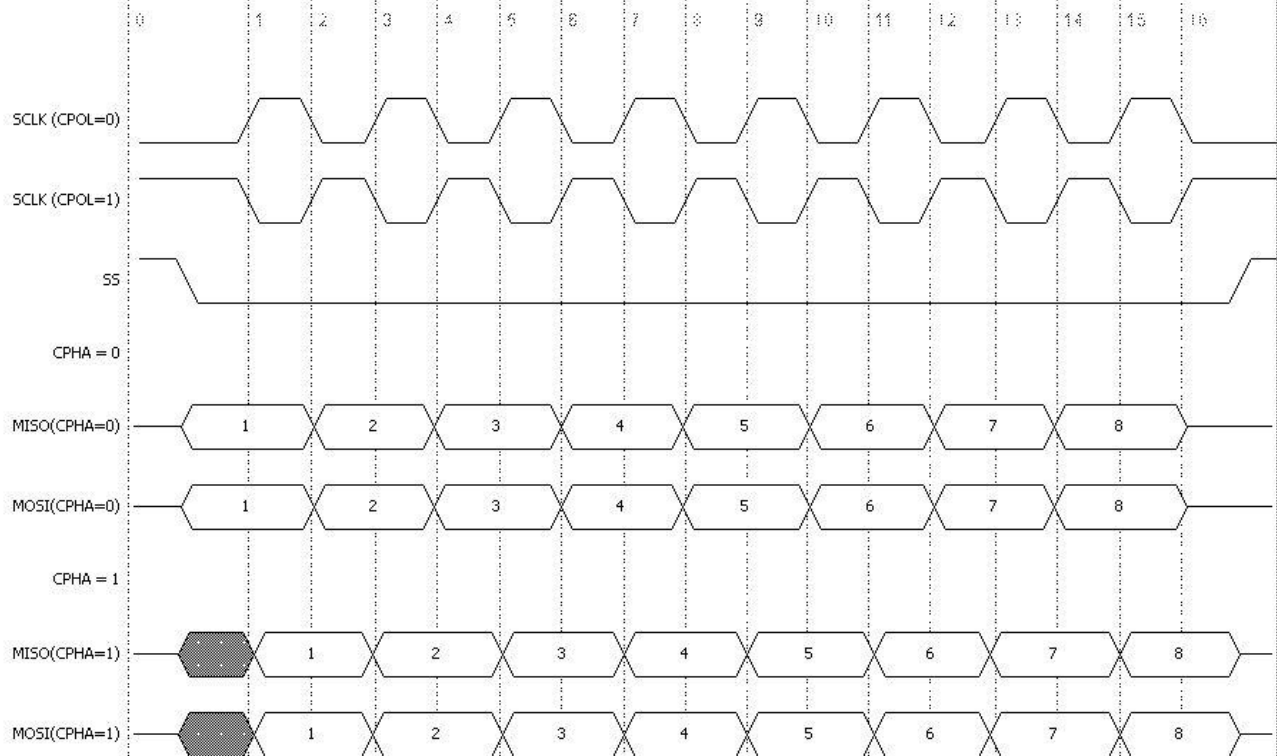 0 1 2 3 4 5 6 7 8 9 10 11 12 13 14 15 16
SCLK (CPOL=0)
SCLK (CPOL=1)
SS
CPHA = 0
MISO(CPHA=0) 1 2 3 4 5 6 7 8
MOSI(CPHA=0) 1 2 3 4 5 6 7 8
CPHA = 1
MISO(CPHA=1) 1 2 3 4 5 6 7 8
MOSI(CPHA=1) 1 2 3 4 5 6 7 8